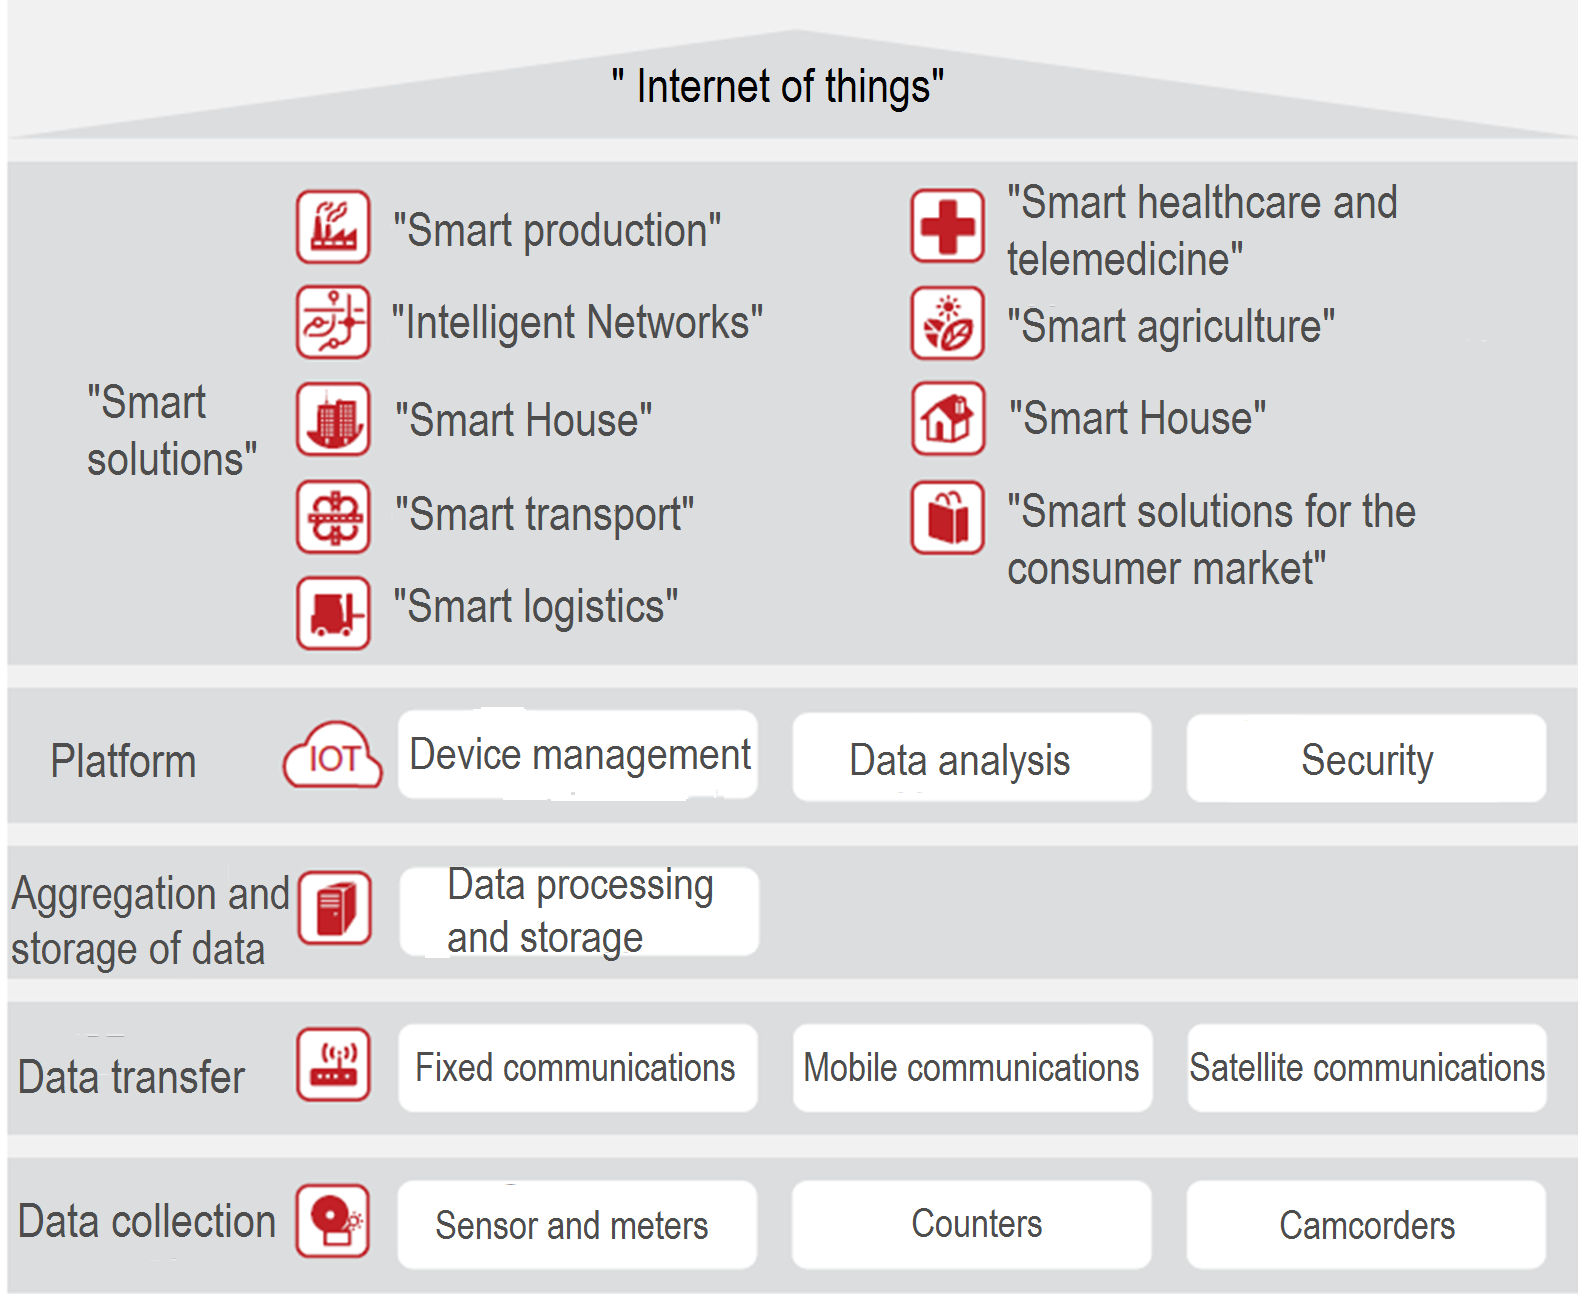 " Internet of things"
"Smart
solutions"
"Smart production"
"Intelligent Networks"
"Smart House"
"Smart transport"
"Smart logistics"
"Smart healthcare and
telemedicine"
"Smart agriculture"
"Smart House"
"Smart solutions for the
consumer market"
Platform
IOT
Device management
Data analysis
Security
Aggregation and
storage of data
Data processing
and storage
Data transfer
Fixed communications
Mobile communications
Satellite communications
Data collection
Sensor and meters
Counters
Camcorders